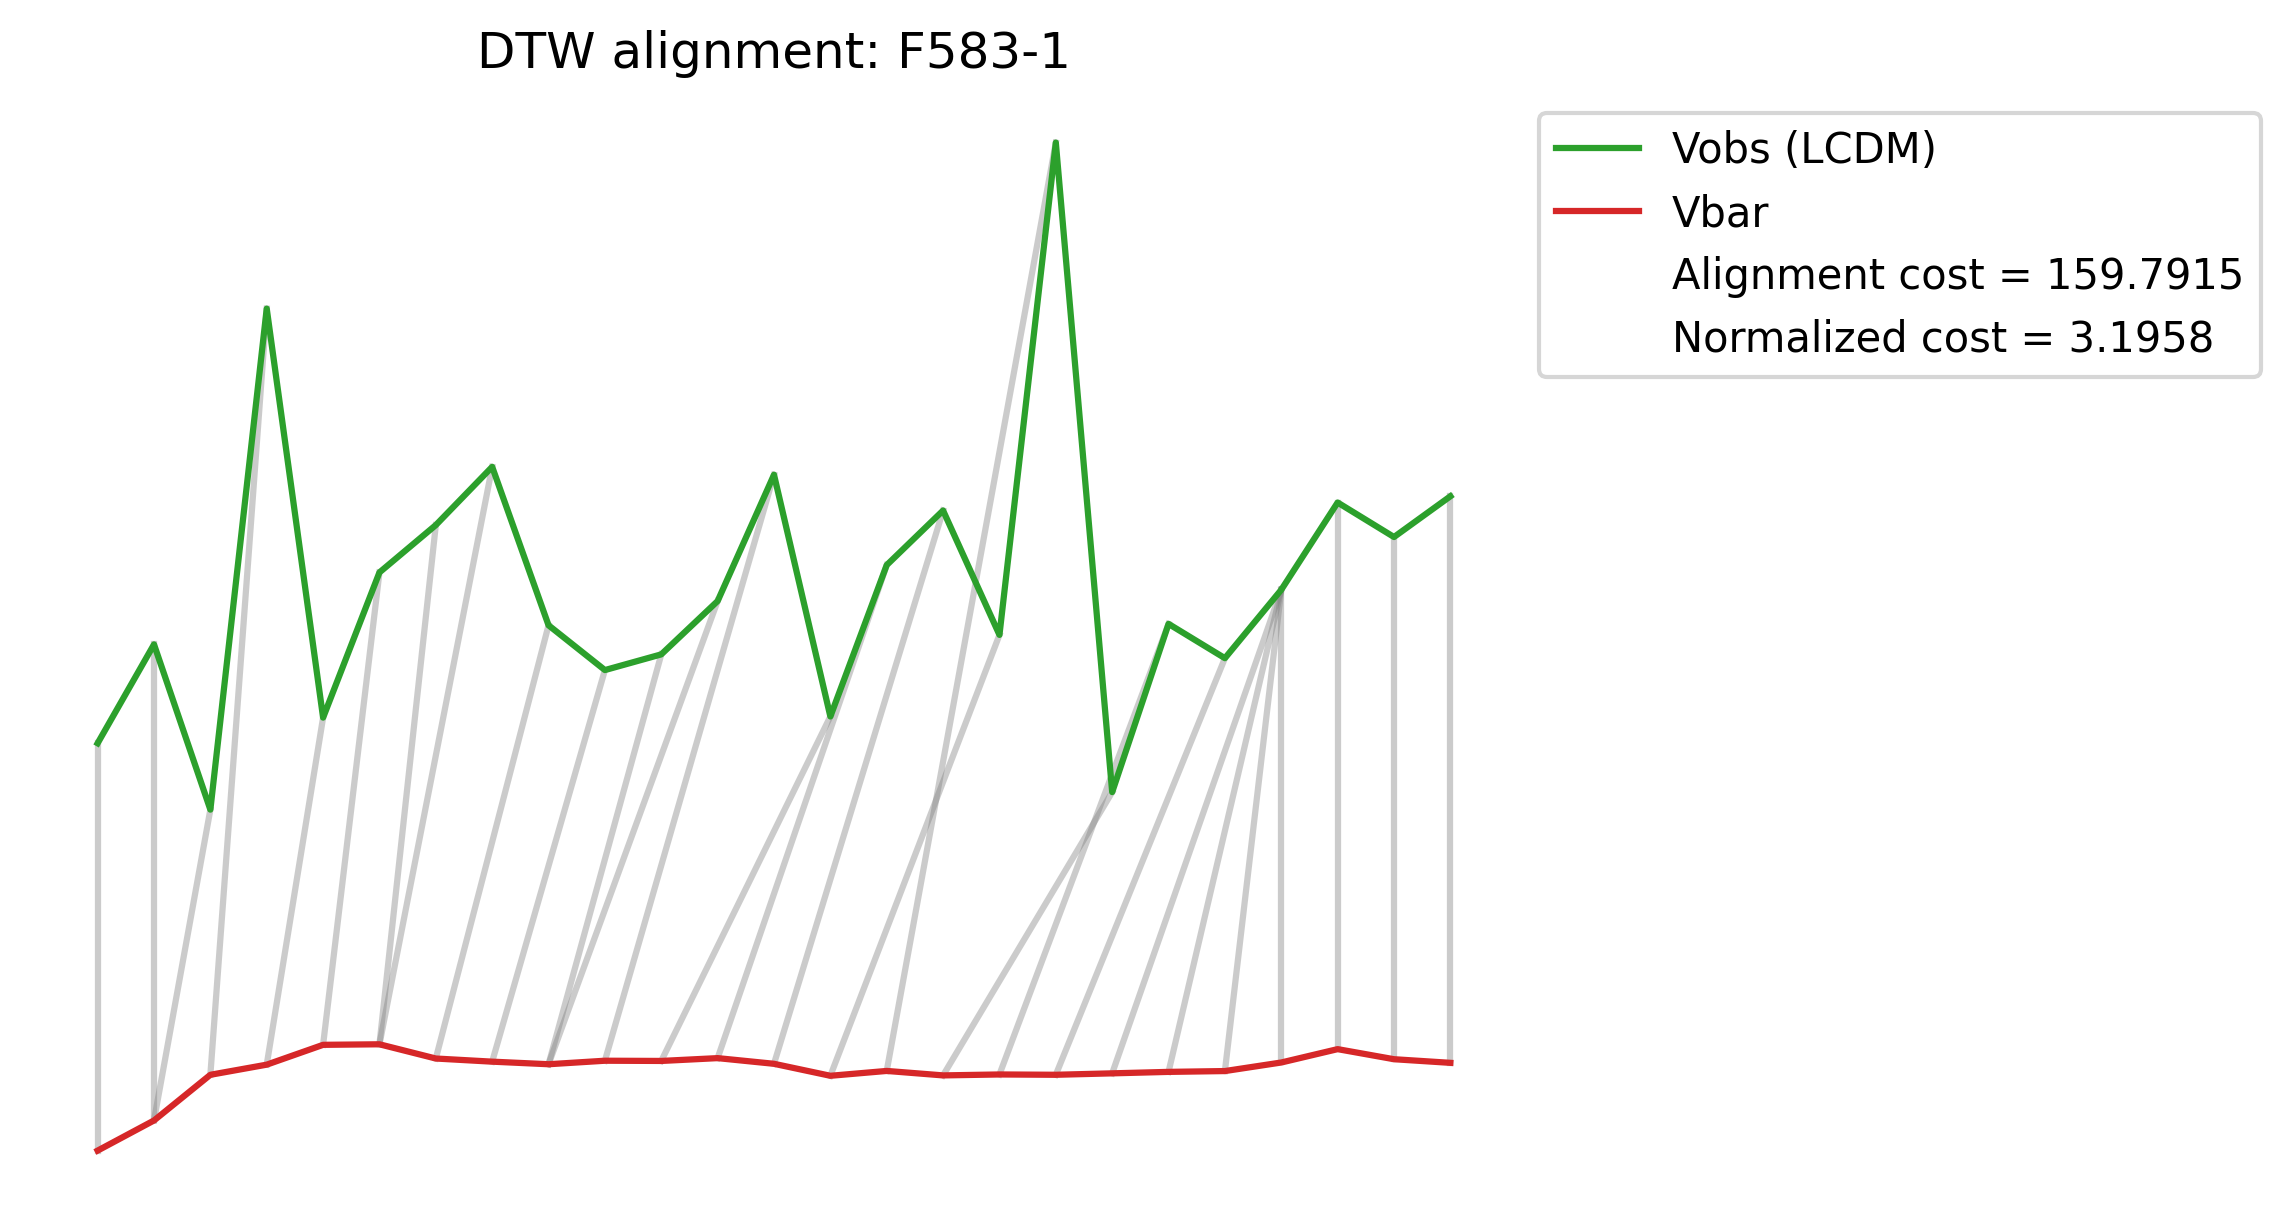 DTW alignment: F583-1
Vobs (LCDM)
Vbar
Alignment cost = 159.7915
Normalized cost = 3.1958